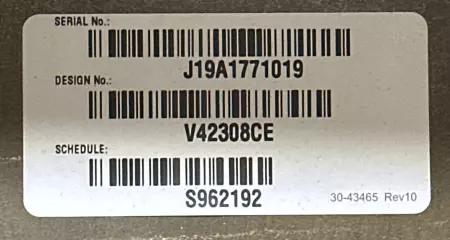 SERIAL No.:
J19A1771019
DESIGN No.:
V42308CE
SCHEDULE:
S962192
30-43465 Rev10